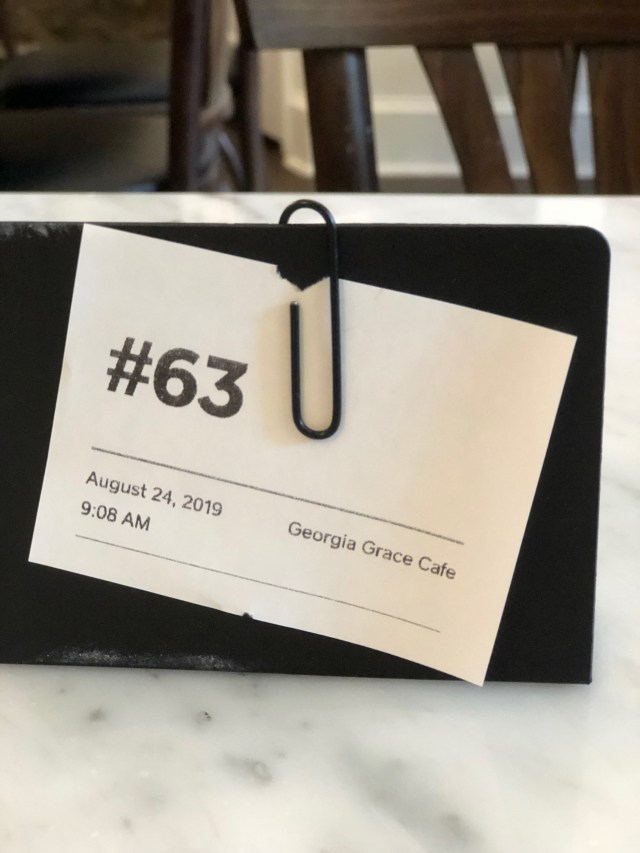 #63
August 24, 2019
9:08 AM
Georgia Grace Cafe